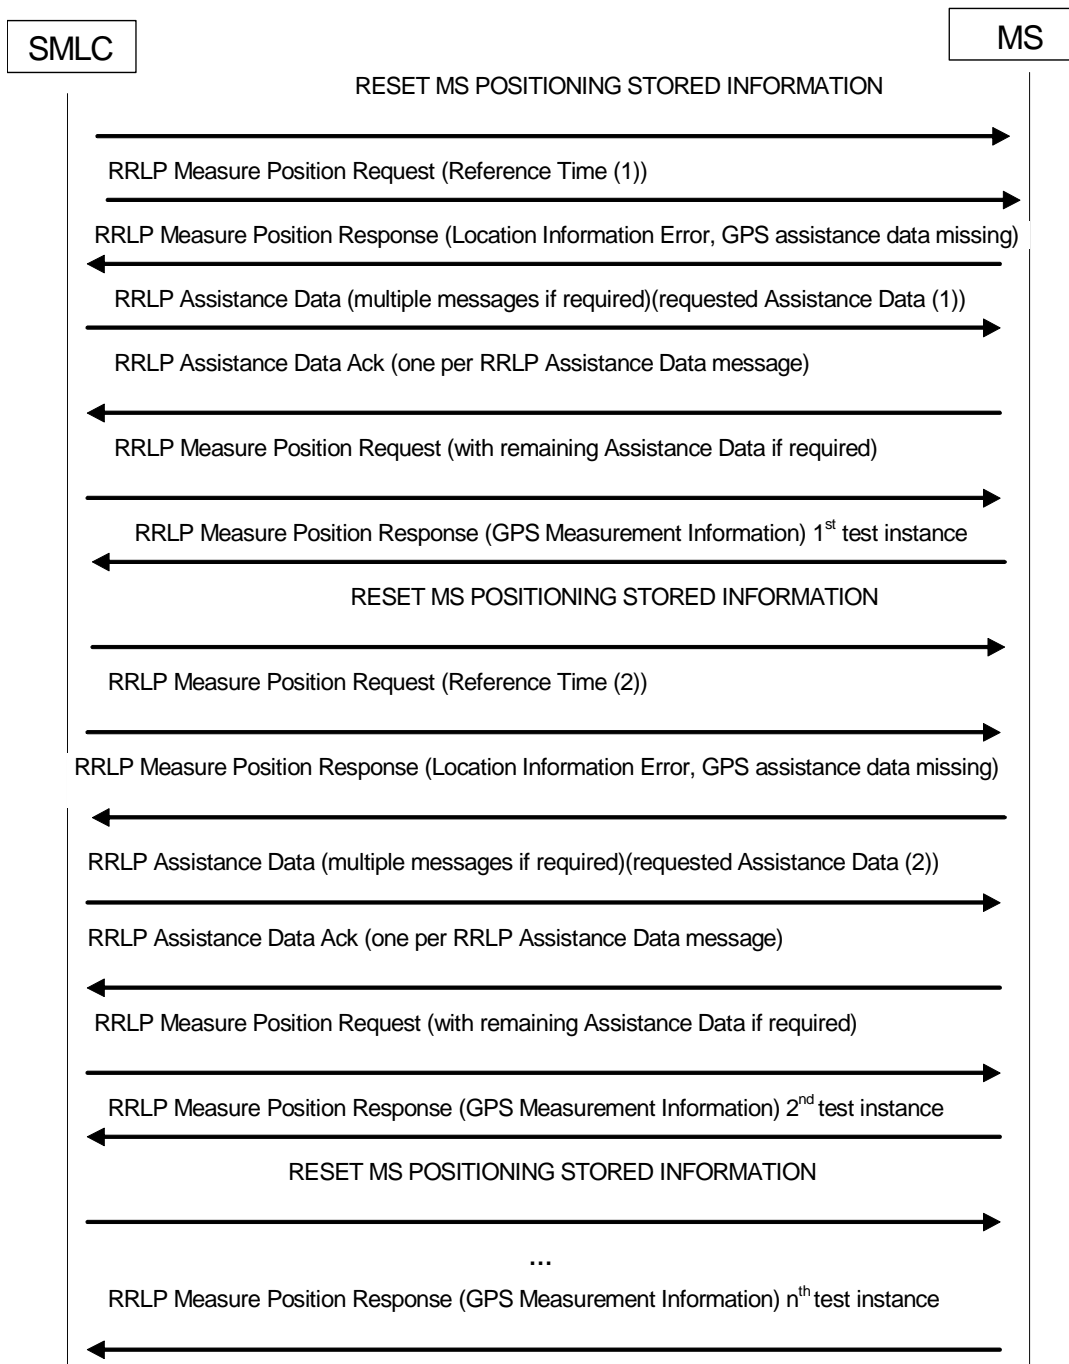 SMLC
MS
RESET MS POSITIONING STORED INFORMATION
RRLP Measure Position Request (Reference Time (1))
RRLP Measure Position Response (Location Information Error, GPS assistance data missing)
RRLP Assistance Data (multiple messages if required)(requested Assistance Data (1))
RRLP Assistance Data Ack (one per RRLP Assistance Data message)
RRLP Measure Position Request (with remaining Assistance Data if required)
RRLP Measure Position Response (GPS Measurement Information) 1st test instance
RESET MS POSITIONING STORED INFORMATION
RRLP Measure Position Request (Reference Time (2))
RRLP Measure Position Response (Location Information Error, GPS assistance data missing)
RRLP Assistance Data (multiple messages if required)(requested Assistance Data (2))
RRLP Assistance Data Ack (one per RRLP Assistance Data message)
RRLP Measure Position Request (with remaining Assistance Data if required)
RRLP Measure Position Response (GPS Measurement Information) 2nd test instance
RESET MS POSITIONING STORED INFORMATION
...
RRLP Measure Position Response (GPS Measurement Information) nth test instance